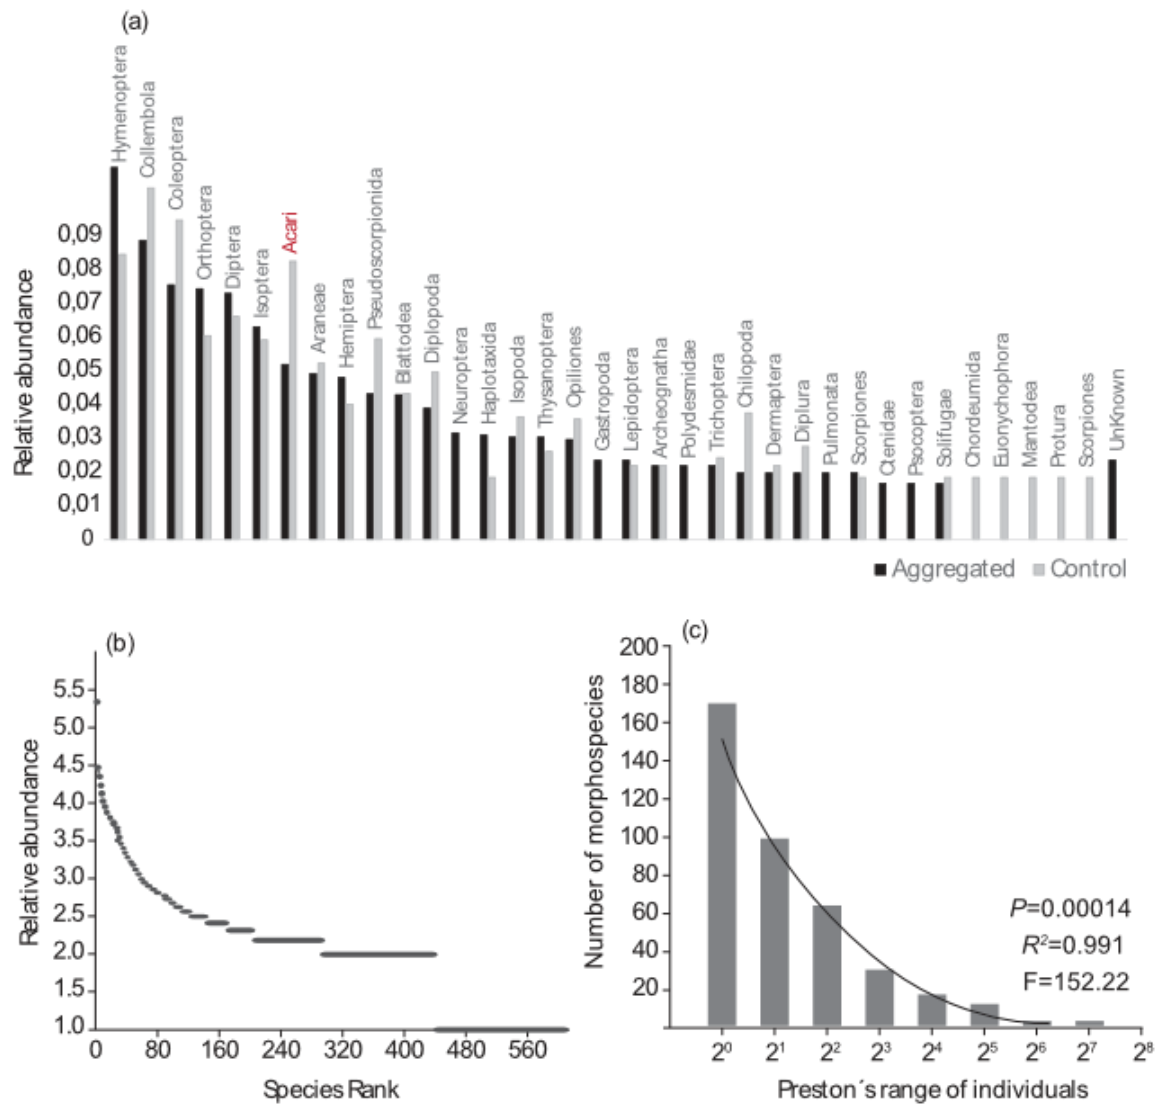 (a)
Hymenoptera
Collembola
Coleoptera
Orthoptera
Diptera
Isoptera
Acari
Araneae
Hemiptera
Pseudoscorpionida
Blattodea
Diplopoda
Neuroptera
Haplotaxida
Isopoda
Thysanoptera
Opiliones
Gastropoda
Lepidoptera
Archeognatha
Polydesmidae
Trichoptera
Chilopoda
Dermaptera
Diplura
Pulmonata
Scorpiones
Ctenidae
Psocoptera
Solifugae
Chordeumida
Euonychophora
Mantodea
Protura
Scorpiones
UnKnown
Relative abundance
0,09
0,08
0,07
0,06
0,05
0,04
0,03
0,02
0,01
0
Aggregated Control
(b)
Relative abundance
5.5
5.0
4.5
4.0
3.5
3.0
2.5
2.0
1.5
1.0
0 80 160 240 320 400 480 560
Species Rank
(c)
Number of morphospecies
200
180
160
140
120
100
80
60
40
20
P=0.00014
R²=0.991
F=152.22
2⁰ 2¹ 2² 2³ 2⁴ 2⁵ 2⁶ 2⁷ 2⁸
Preston´s range of individuals